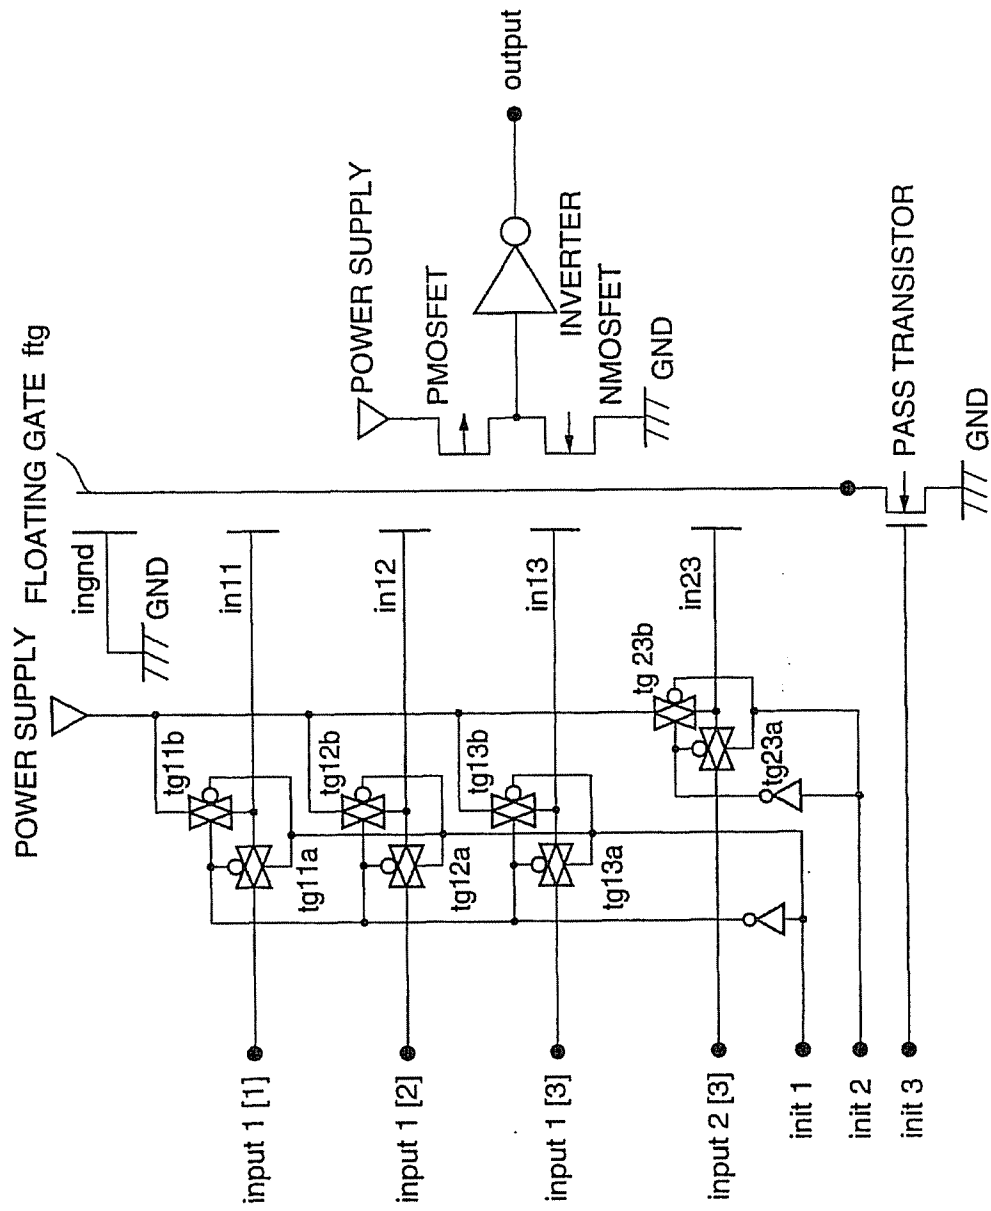 POWER SUPPLY
FLOATING GATE ftg
ingnd
GND
POWER SUPPLY
PMOSFET
INVERTER
output
NMOSFET
GND
tg11b
in11
tg11a
input 1 [1]
tg12b
in12
tg12a
input 1 [2]
tg13b
in13
tg13a
input 1 [3]
tg 23b
in23
tg23a
input 2 [3]
init 1
init 2
init 3
PASS TRANSISTOR
GND